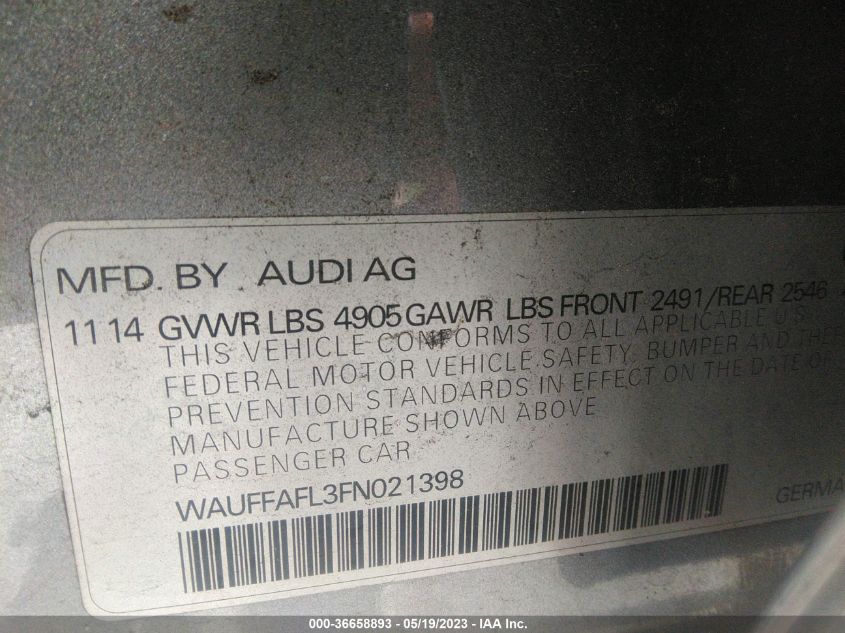 MFD. BY. AUDI AG
11 14 GVWR LBS 4905 GAWR LBS FRONT 2491/REAR 2546
THIS VEHICLE CONFORMS TO ALL APPLICABLE U.S.
FEDERAL MOTOR VEHICLE SAFETY, BUMPER AND THEF
PREVENTION STANDARDS IN EFFECT ON THE DATE OF
MANUFACTURE SHOWN ABOVE
PASSENGER CAR
WAUFFAFL3FN021398
GERMA
000-36658893 - 05/19/2023 - IAA Inc.